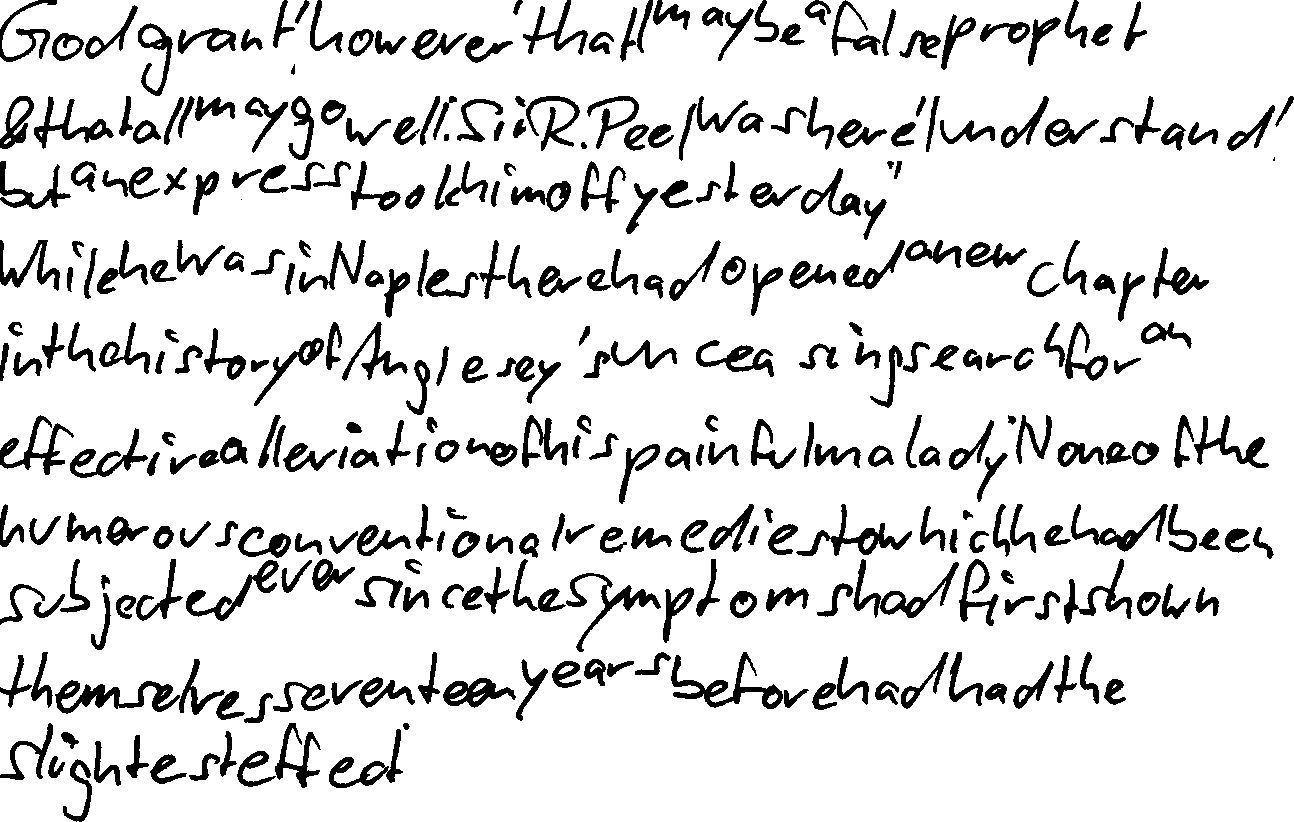 God grant' however' that I may be a false prophet
& that all may go well. Sir R. Peel was here' I understand'
but an express took him off yesterday"
While he was in Naples there had opened a new chapter
in the history of Anglesey's unceasing search for an
effective alleviation of his painful malady. None of the
humerous conventional remedies to which he had been
subjected ever since the symptoms had first shown
themselves seventeen years before had had the
slightest effect.